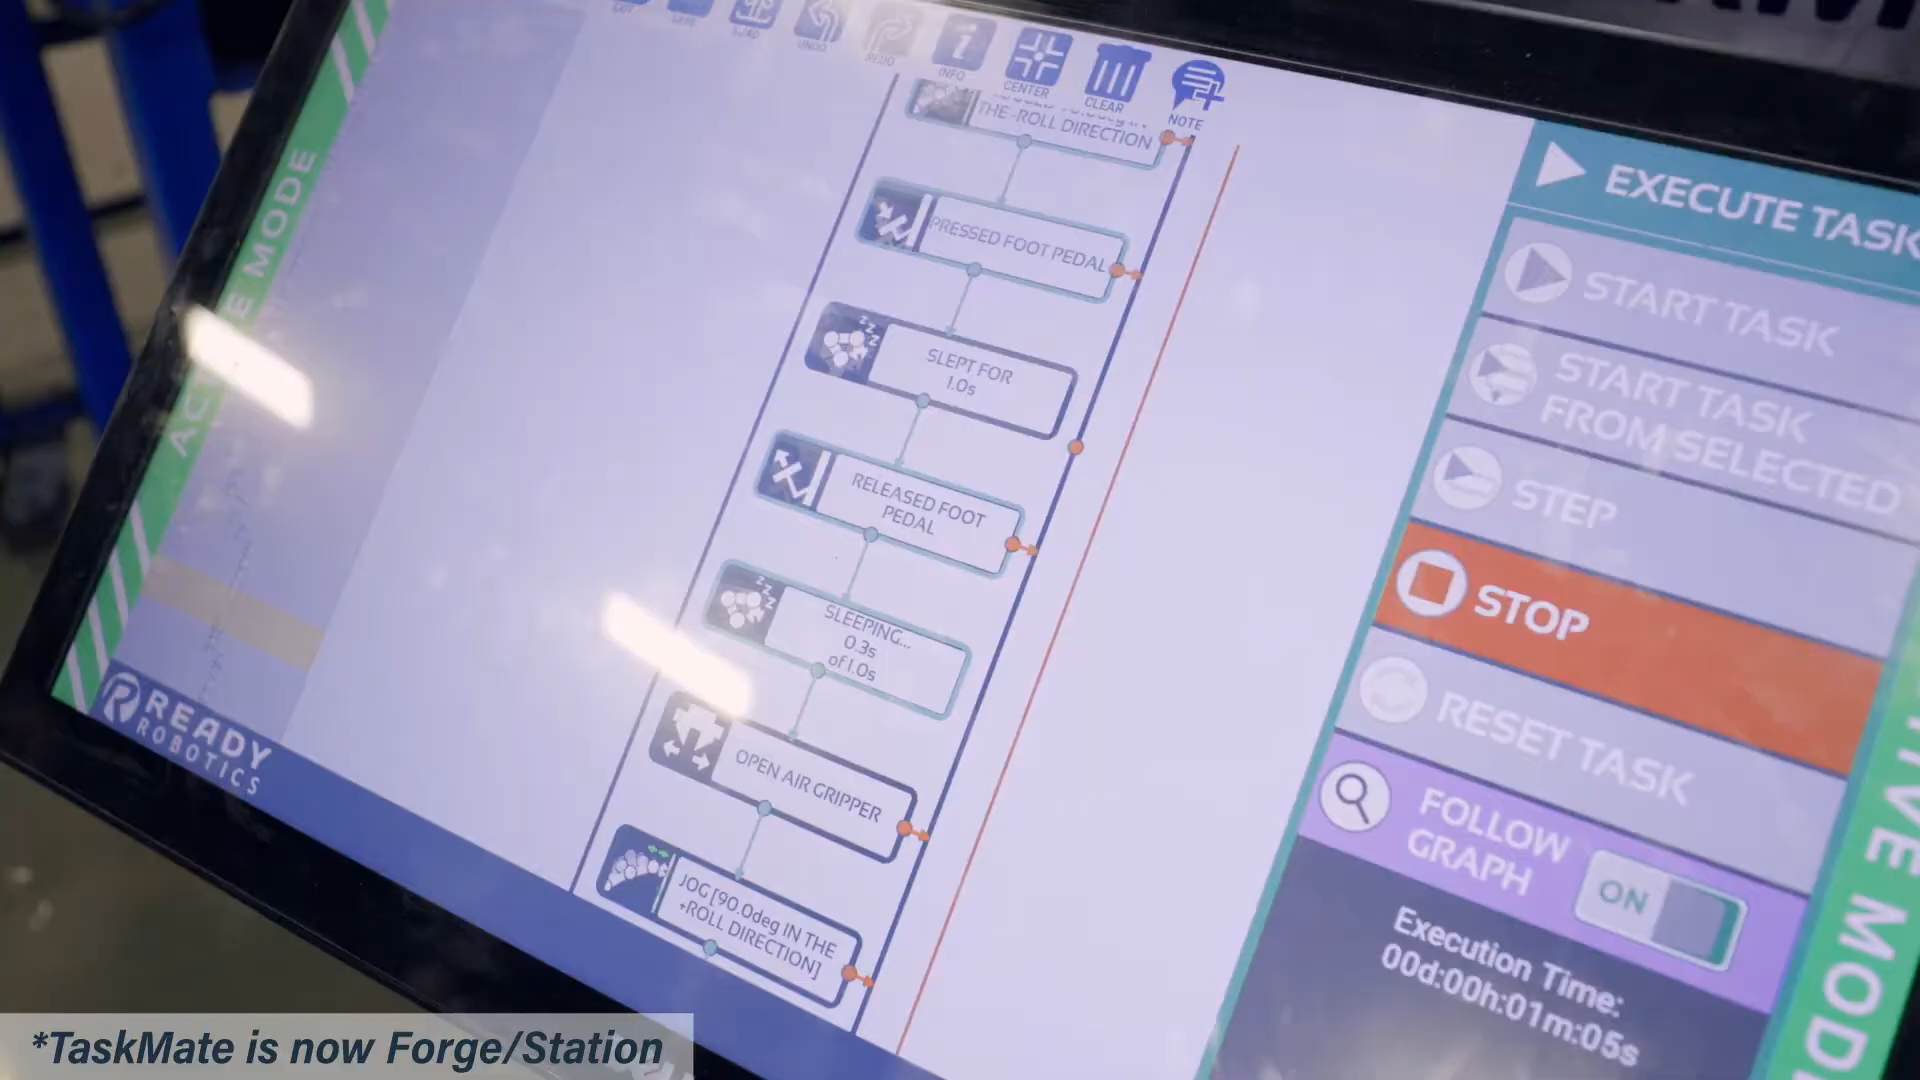 UNDO
REDO
INFO
CENTER
CLEAR
NOTE
THE -ROLL DIRECTION
PRESSED FOOT PEDAL
SLEPT FOR
1.0s
RELEASED FOOT
PEDAL
SLEEPING...
0.3s
of 1.0s
OPEN AIR GRIPPER
JOG [90.0deg IN THE
+ROLL DIRECTION]
EXECUTE TASK
START TASK
START TASK
FROM SELECTED
STEP
STOP
RESET TASK
FOLLOW
GRAPH
ON
Execution Time:
00d:00h:01m:05s
READY
ROBOTICS
*TaskMate is now Forge/Station